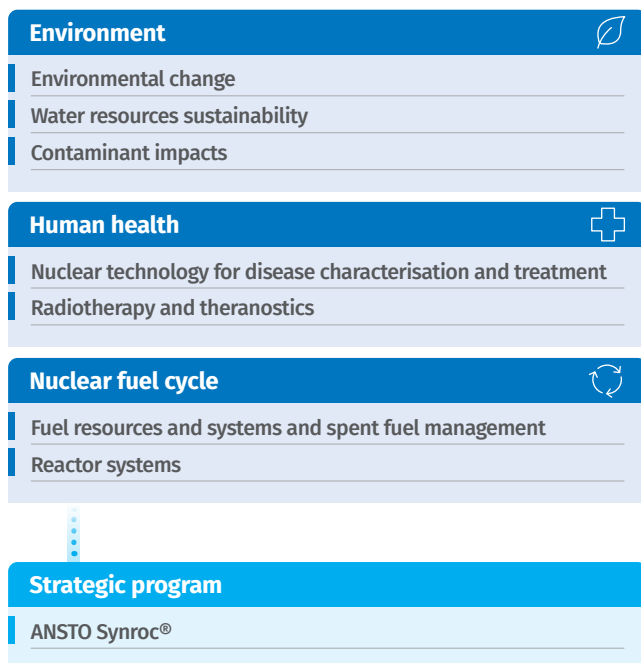 Environment
Environmental change
Water resources sustainability
Contaminant impacts
Human health
Nuclear technology for disease characterisation and treatment
Radiotherapy and theranostics
Nuclear fuel cycle
Fuel resources and systems and spent fuel management
Reactor systems
Strategic program
ANSTO Synroc®